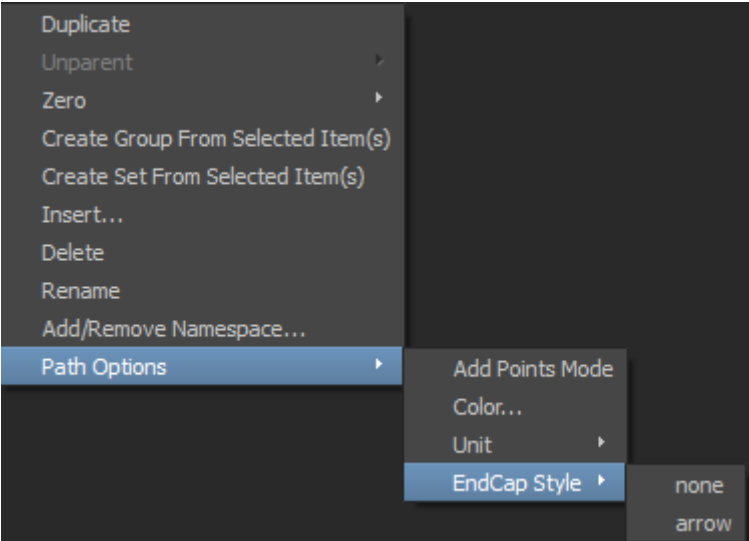 Duplicate
Unparent
Zero
Create Group From Selected Item(s)
Create Set From Selected Item(s)
Insert...
Delete
Rename
Add/Remove Namespace...
Path Options
Add Points Mode
Color...
Unit
EndCap Style
none
arrow